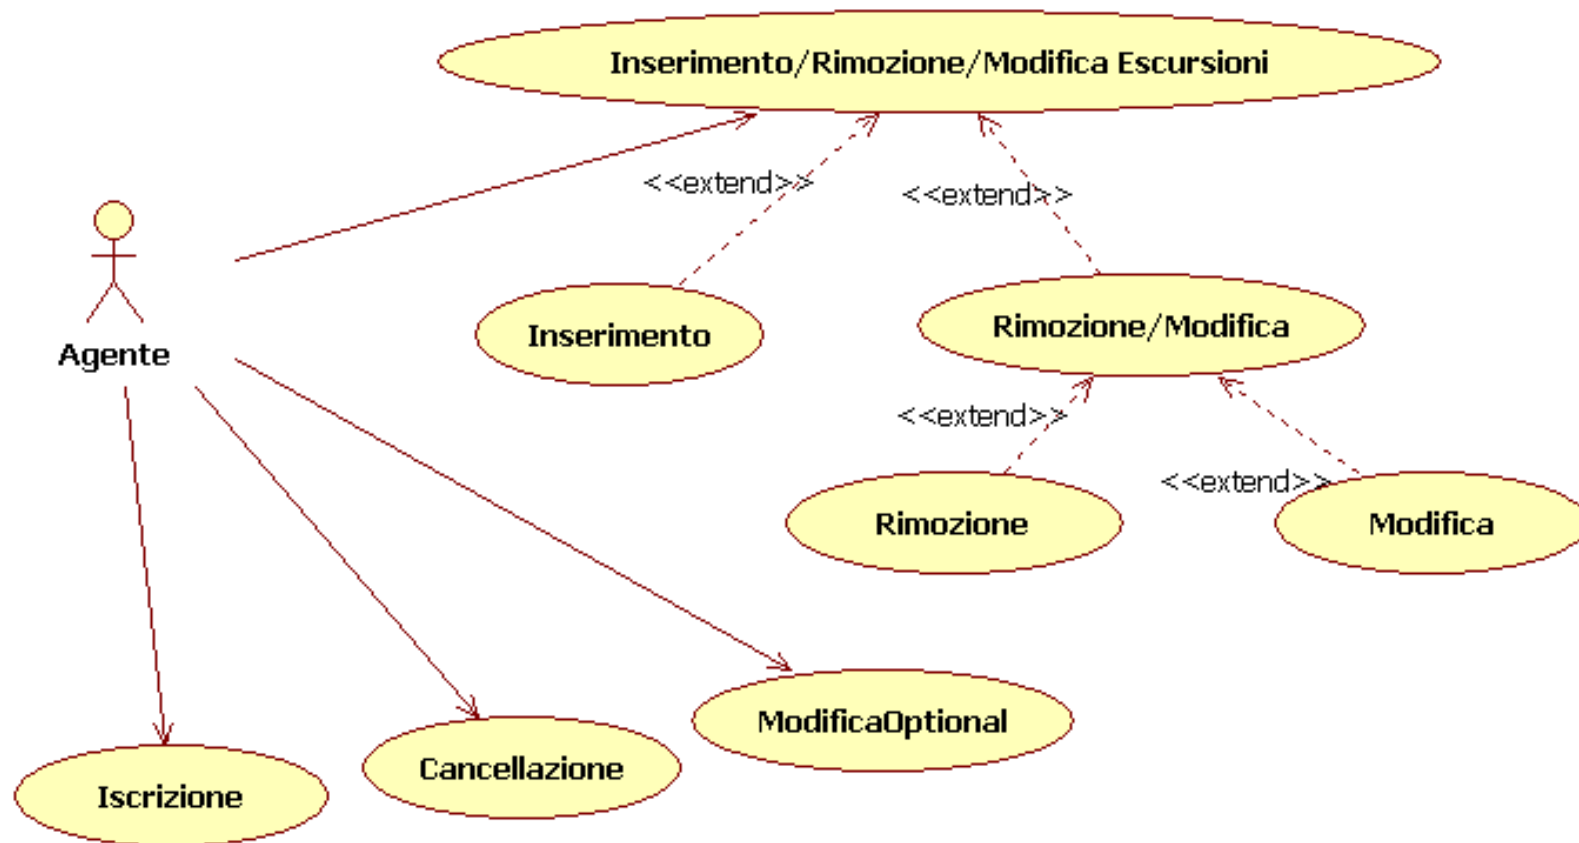 Inserimento/Rimozione/Modifica Escursioni
<<extend>>
<<extend>>
Inserimento
Rimozione/Modifica
Agente
<<extend>>
<<extend>>
Rimozione
Modifica
ModificaOptional
Cancellazione
Iscrizione